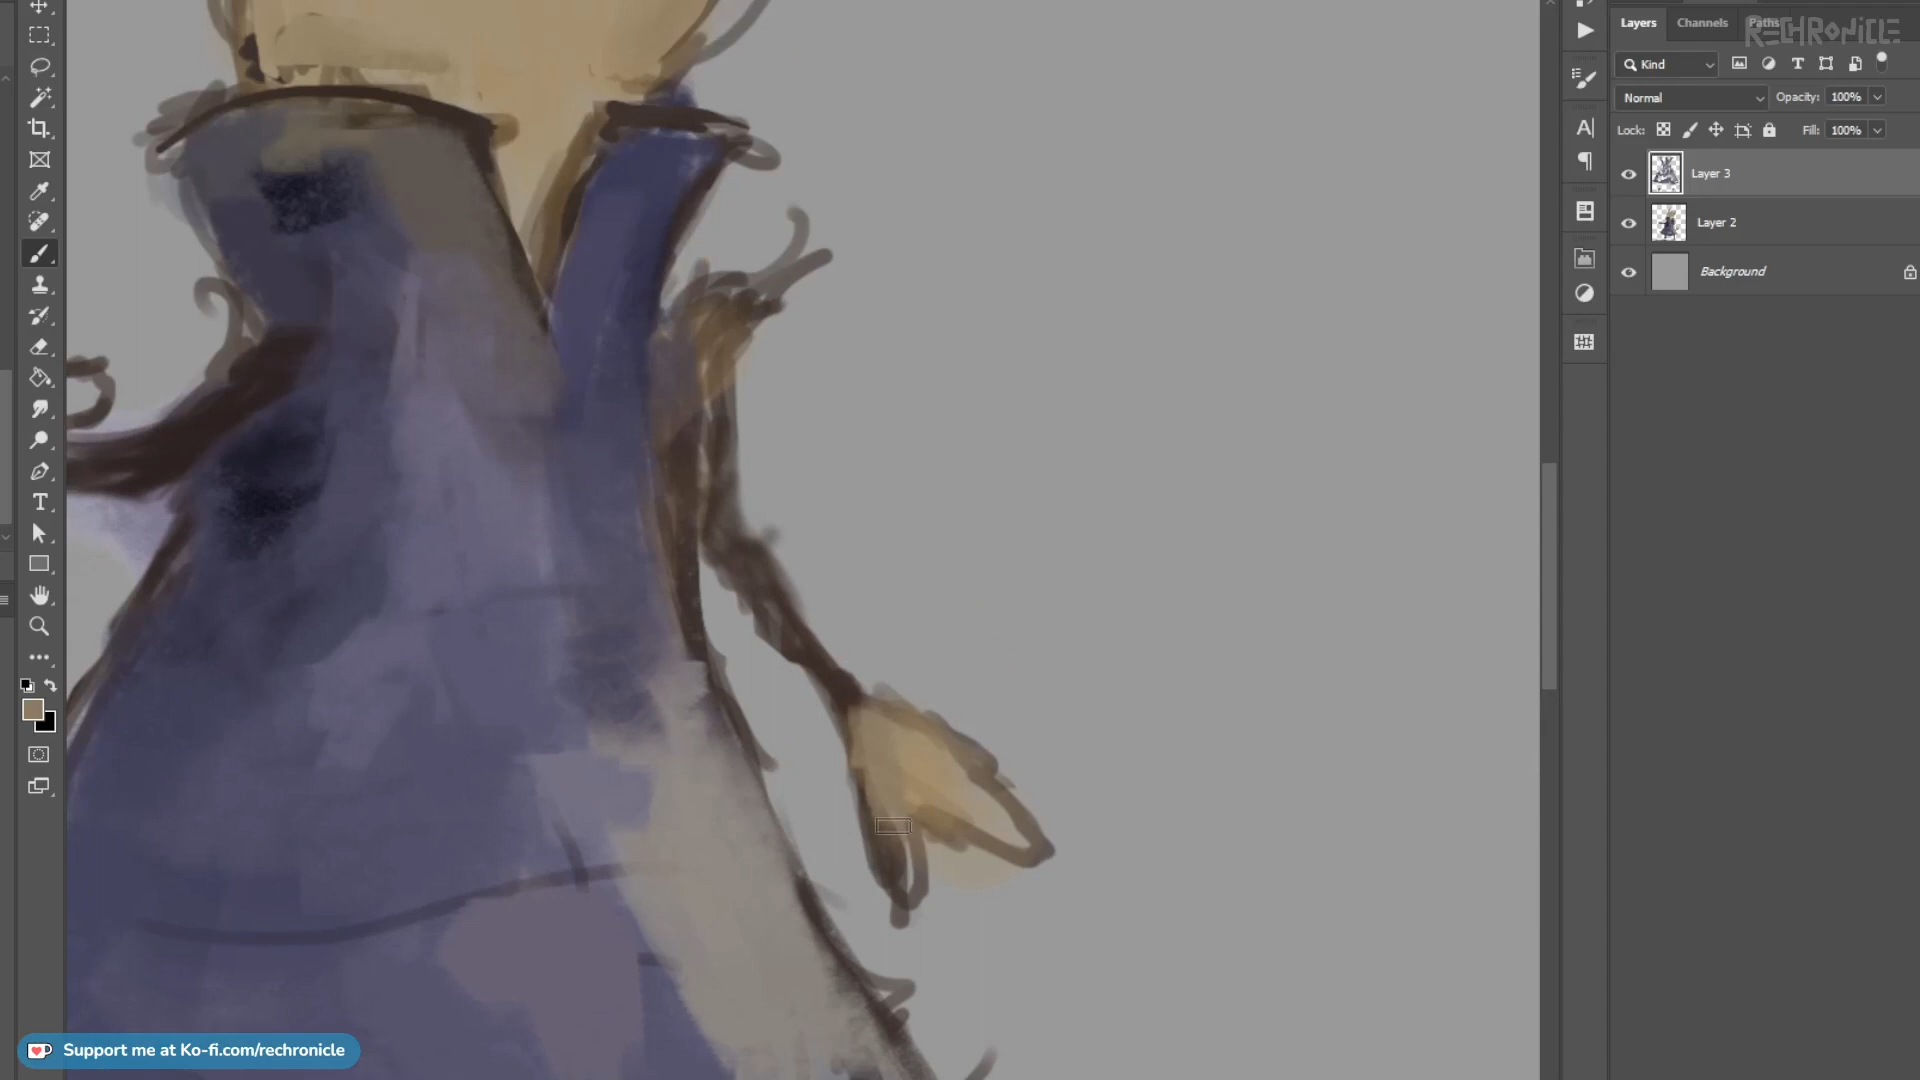 Layers Channels Paths
RECHRONICLE
Kind
Normal Opacity: 100%
Lock: Fill: 100%
Layer 3
Layer 2
Background
Support me at Ko-fi.com/rechronicle